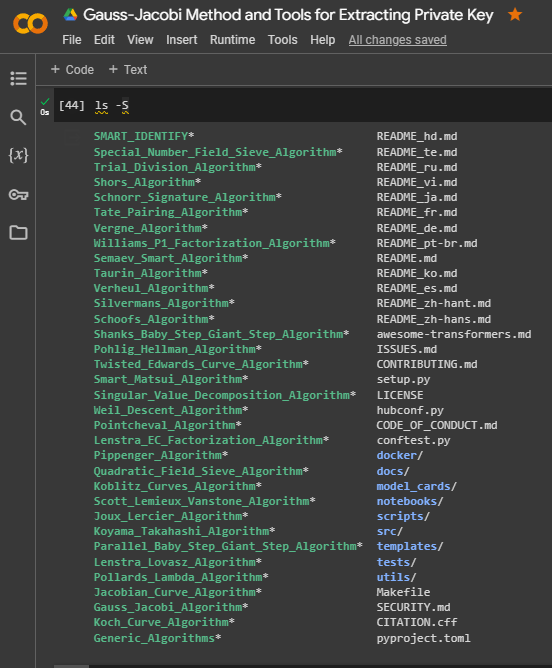 Gauss-Jacobi Method and Tools for Extracting Private Key
File Edit View Insert Runtime Tools Help All changes saved
+ Code + Text
0s [44] ls -S
SMART_IDENTIFY* README_hd.md
Special_Number_Field_Sieve_Algorithm* README_te.md
Trial_Division_Algorithm* README_ru.md
Shors_Algorithm* README_vi.md
Schnorr_Signature_Algorithm* README_ja.md
Tate_Pairing_Algorithm* README_fr.md
Vergne_Algorithm* README_de.md
Williams_P1_Factorization_Algorithm* README_pt-br.md
Semaev_Smart_Algorithm* README.md
Taurin_Algorithm* README_ko.md
Verheul_Algorithm* README_es.md
Silvermans_Algorithm* README_zh-hant.md
Schoofs_Algorithm* README_zh-hans.md
Shanks_Baby_Step_Giant_Step_Algorithm* awesome-transformers.md
Pohlig_Hellman_Algorithm* ISSUES.md
Twisted_Edwards_Curve_Algorithm* CONTRIBUTING.md
Smart_Matsui_Algorithm* setup.py
Singular_Value_Decomposition_Algorithm* LICENSE
Weil_Descent_Algorithm* hubconf.py
Pointcheval_Algorithm* CODE_OF_CONDUCT.md
Lenstra_EC_Factorization_Algorithm* conftest.py
Pippenger_Algorithm* docker/
Quadratic_Field_Sieve_Algorithm* docs/
Koblitz_Curves_Algorithm* model_cards/
Scott_Lemieux_Vanstone_Algorithm* notebooks/
Joux_Lercier_Algorithm* scripts/
Koyama_Takahashi_Algorithm* src/
Parallel_Baby_Step_Giant_Step_Algorithm* templates/
Lenstra_Lovasz_Algorithm* tests/
Pollards_Lambda_Algorithm* utils/
Jacobian_Curve_Algorithm* Makefile
Gauss_Jacobi_Algorithm* SECURITY.md
Koch_Curve_Algorithm* CITATION.cff
Generic_Algorithms* pyproject.toml